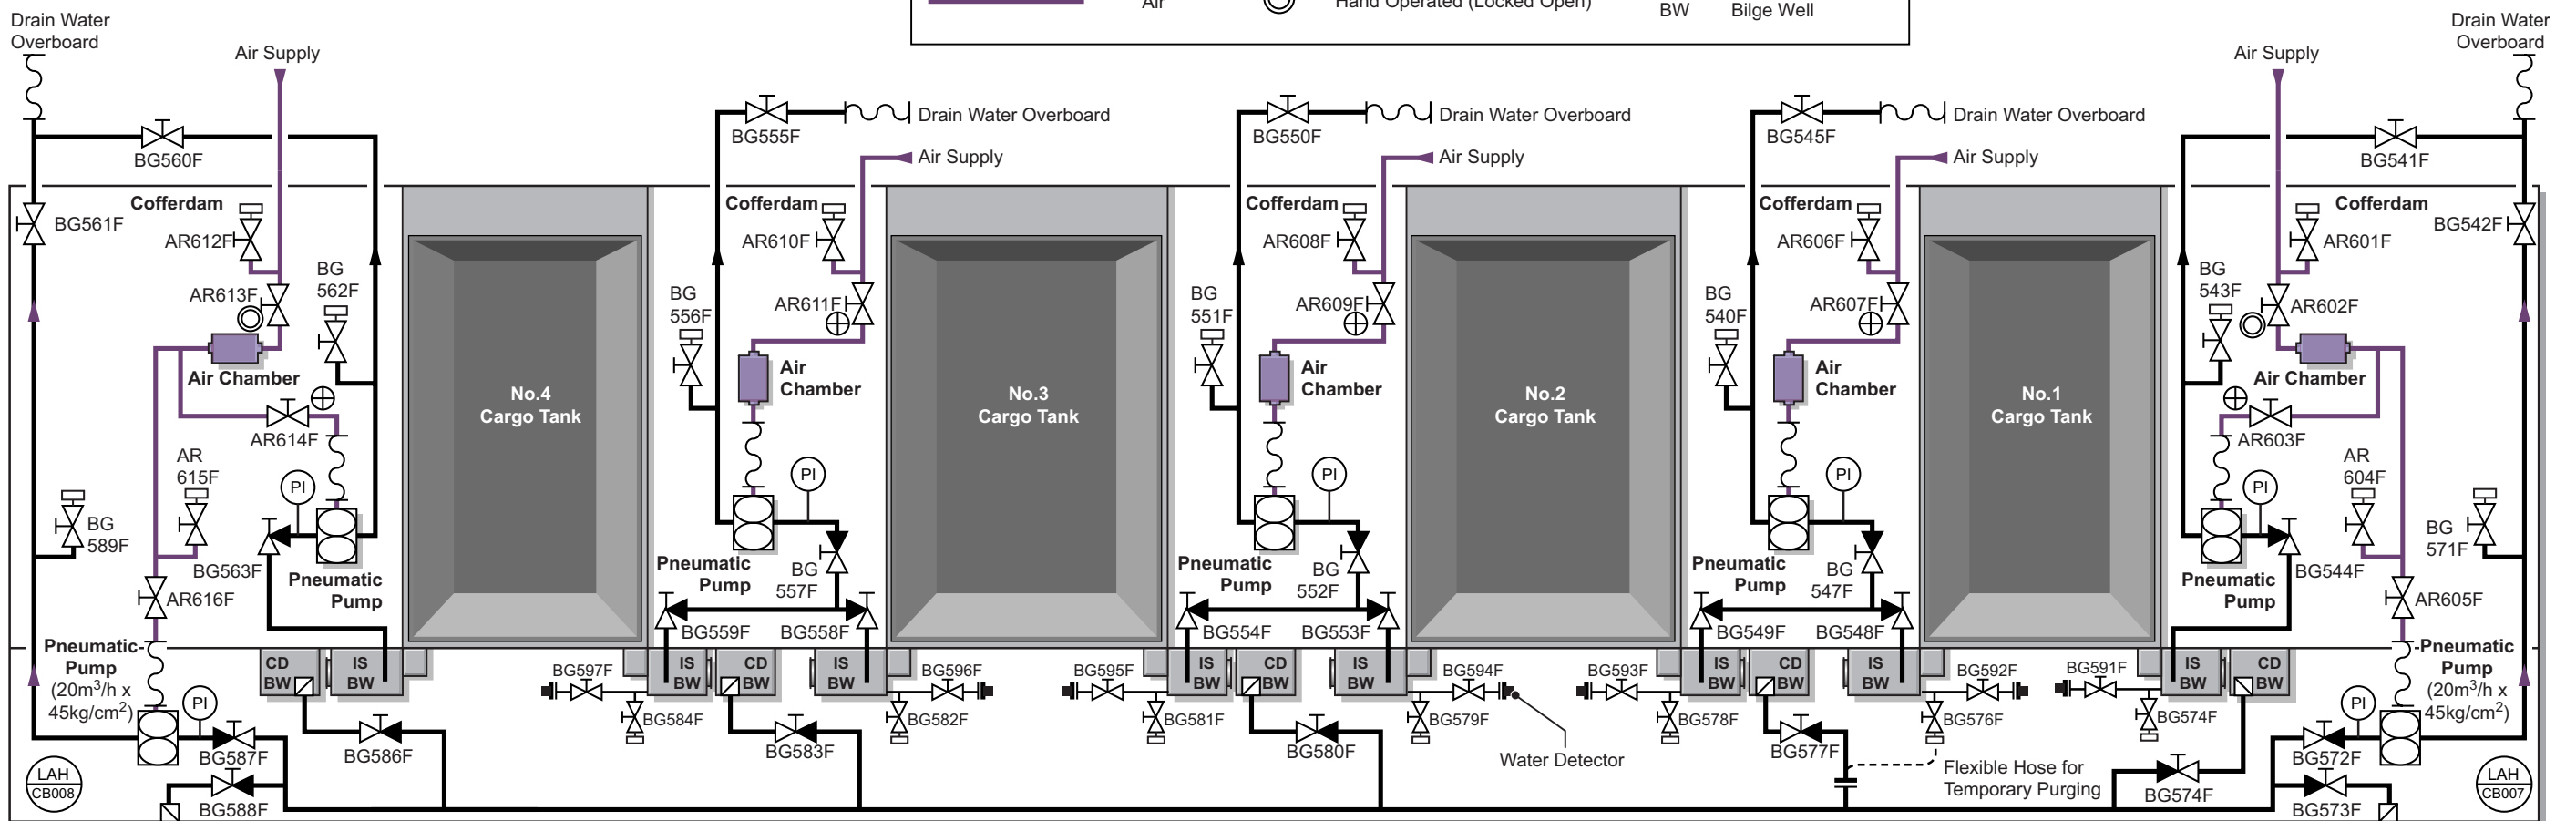 Air
Hand Operated (Locked Open)
BW
Bilge Well
Drain Water
Overboard
Air Supply
BG560F
Cofferdam
BG561F
AR612F
AR613F
BG
562F
Air Chamber
AR614F
AR
615F
PI
BG
589F
BG563F
Pneumatic
Pump
AR616F
Pneumatic
Pump
(20m³/h x
45kg/cm²)
PI
BG587F
BG588F
LAH
CB008
CD
BW
IS
BW
BG586F
No.4
Cargo Tank
BG555F
Drain Water Overboard
Air Supply
Cofferdam
AR610F
AR611F
BG
556F
Air
Chamber
PI
Pneumatic
Pump
BG
557F
BG559F
BG558F
BG597F
BG584F
IS
BW
CD
BW
IS
BW
BG596F
BG582F
BG583F
No.3
Cargo Tank
BG550F
Drain Water Overboard
Air Supply
Cofferdam
AR608F
AR609F
BG
551F
Air
Chamber
PI
Pneumatic
Pump
BG
552F
BG554F
BG553F
BG595F
BG581F
IS
BW
CD
BW
IS
BW
BG594F
BG579F
BG580F
Water Detector
No.2
Cargo Tank
BG545F
Drain Water Overboard
Air Supply
Cofferdam
AR606F
AR607F
BG
540F
Air
Chamber
PI
Pneumatic
Pump
BG
547F
BG549F
BG548F
BG593F
BG578F
IS
BW
CD
BW
IS
BW
BG592F
BG576F
BG577F
Flexible Hose for
Temporary Purging
No.1
Cargo Tank
Drain Water
Overboard
Air Supply
BG541F
Cofferdam
BG542F
AR601F
BG
543F
AR602F
Air Chamber
AR603F
AR
604F
PI
BG
571F
BG544F
Pneumatic
Pump
AR605F
Pneumatic
Pump
(20m³/h x
45kg/cm²)
BG591F
BG574F
IS
BW
CD
BW
PI
BG572F
BG574F
BG573F
LAH
CB007